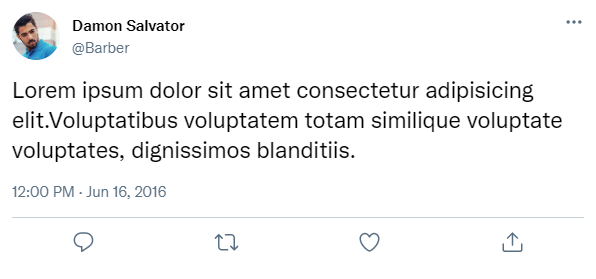 Damon Salvator
@Barber
Lorem ipsum dolor sit amet consectetur adipisicing
elit.Voluptatibus voluptatem totam similique voluptate
voluptates, dignissimos blanditiis.
12:00 PM · Jun 16, 2016